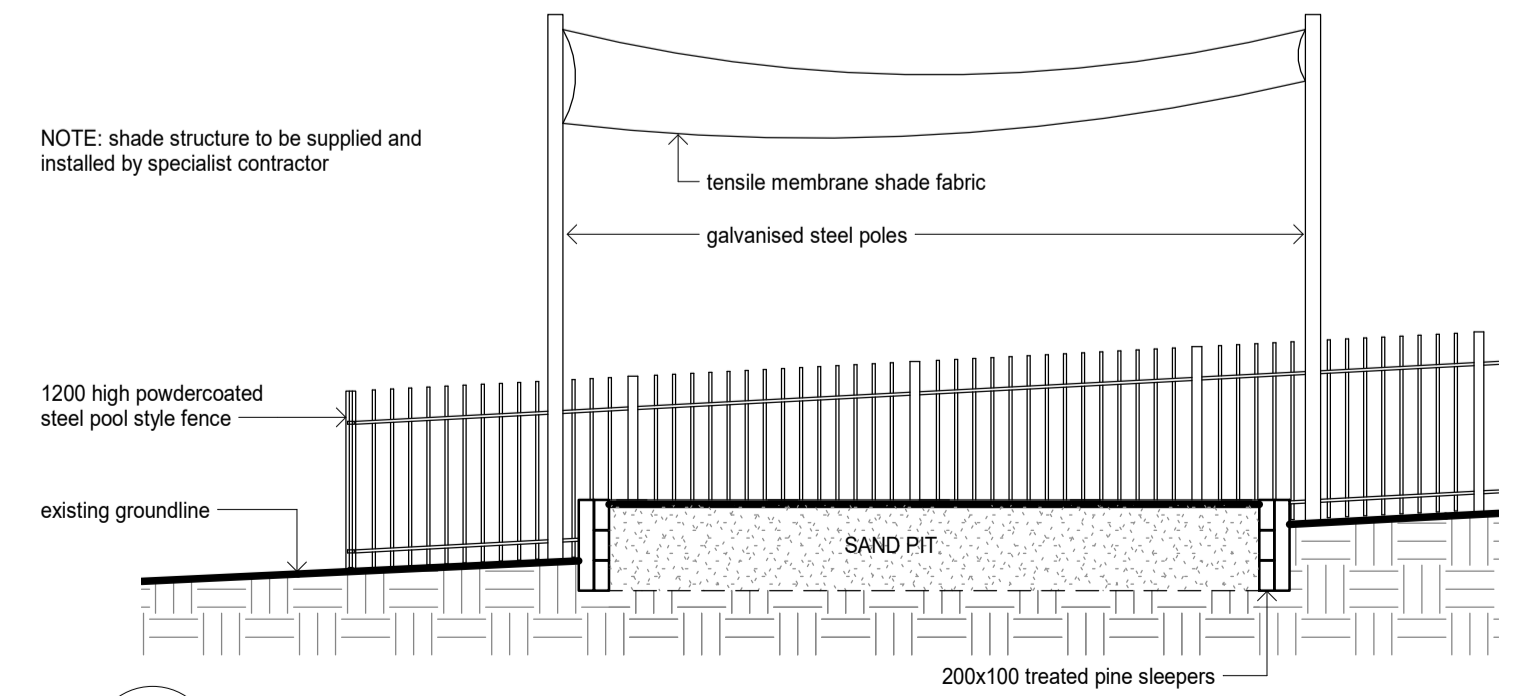 NOTE: shade structure to be supplied and
installed by specialist contractor
tensile membrane shade fabric
galvanised steel poles
1200 high powdercoated
steel pool style fence
existing groundline
SAND PIT
200x100 treated pine sleepers